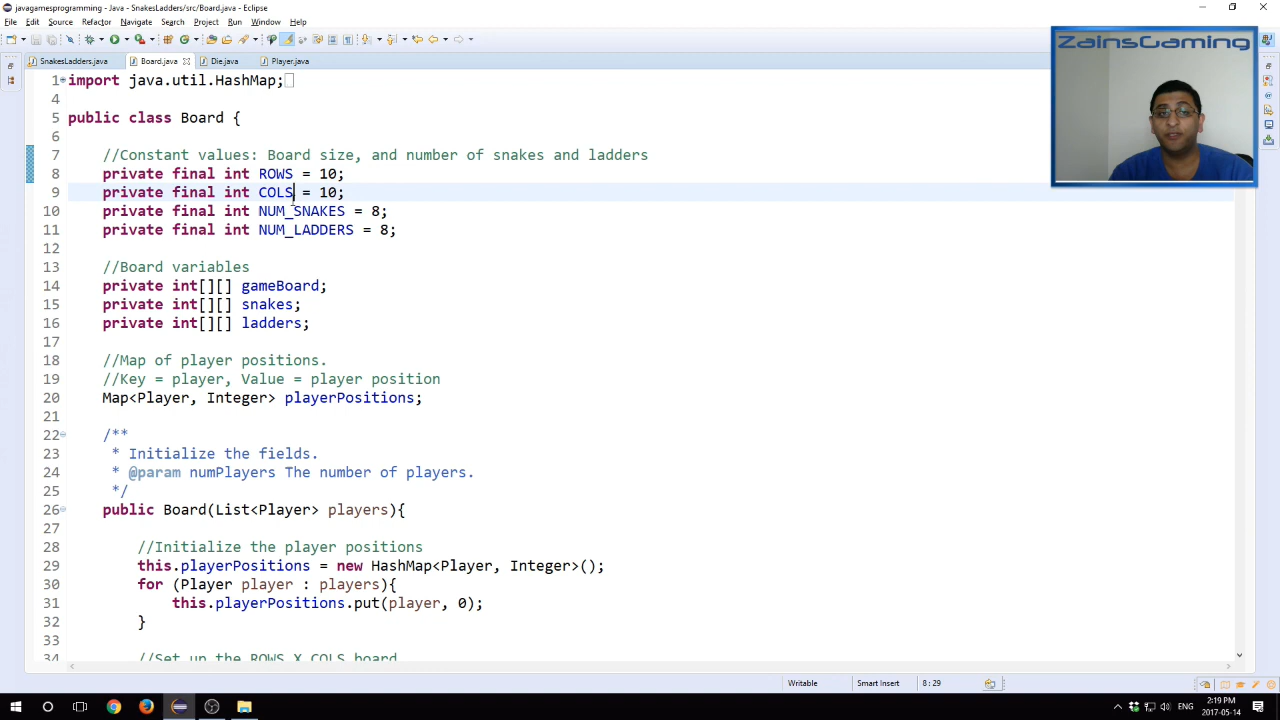 javagamesprogramming - Java - SnakesLadders/src/Board.java - Eclipse
File Edit Source Refactor Navigate Search Project Run Window Help
SnakesLadders.java Board.java Die.java Player.java
ZainsGaming
1 import java.util.HashMap;
4
5 public class Board {
6
7 //Constant values: Board size, and number of snakes and ladders
8 private final int ROWS = 10;
9 private final int COLS = 10;
10 private final int NUM_SNAKES = 8;
11 private final int NUM_LADDERS = 8;
12
13 //Board variables
14 private int[][] gameBoard;
15 private int[][] snakes;
16 private int[][] ladders;
17
18 //Map of player positions.
19 //Key = player, Value = player position
20 Map<Player, Integer> playerPositions;
21
22 /**
23 * Initialize the fields.
24 * @param numPlayers The number of players.
25 */
26 public Board(List<Player> players){
27
28 //Initialize the player positions
29 this.playerPositions = new HashMap<Player, Integer>();
30 for (Player player : players){
31 this.playerPositions.put(player, 0);
32 }
33
34 //Set up the ROWS X COLS board
Writable Smart Insert 8 : 29
ENG 2:19 PM
2017-05-14